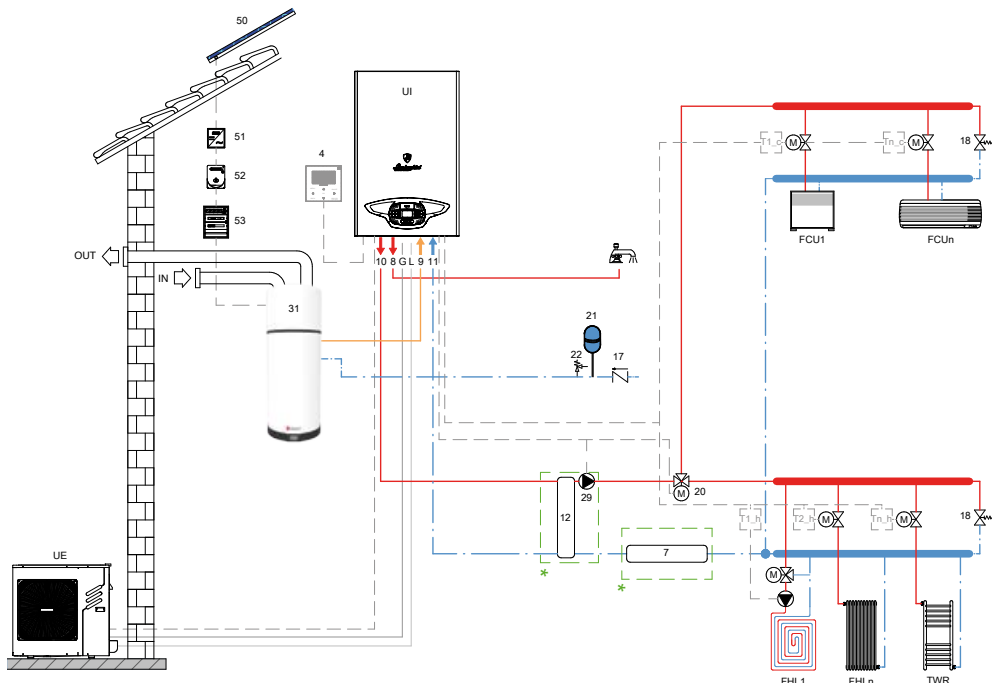 50
UI
51
4
52
53
T1_c
M
Tn_c
M
18
FCU1
FCUn
OUT
IN
10 8 G L 9 11
31
21
22
17
20
M
29
12
7
*
*
T1_h
T2_h
M
Tn_h
M
18
M
UE
FHL1
FHLn
TWR